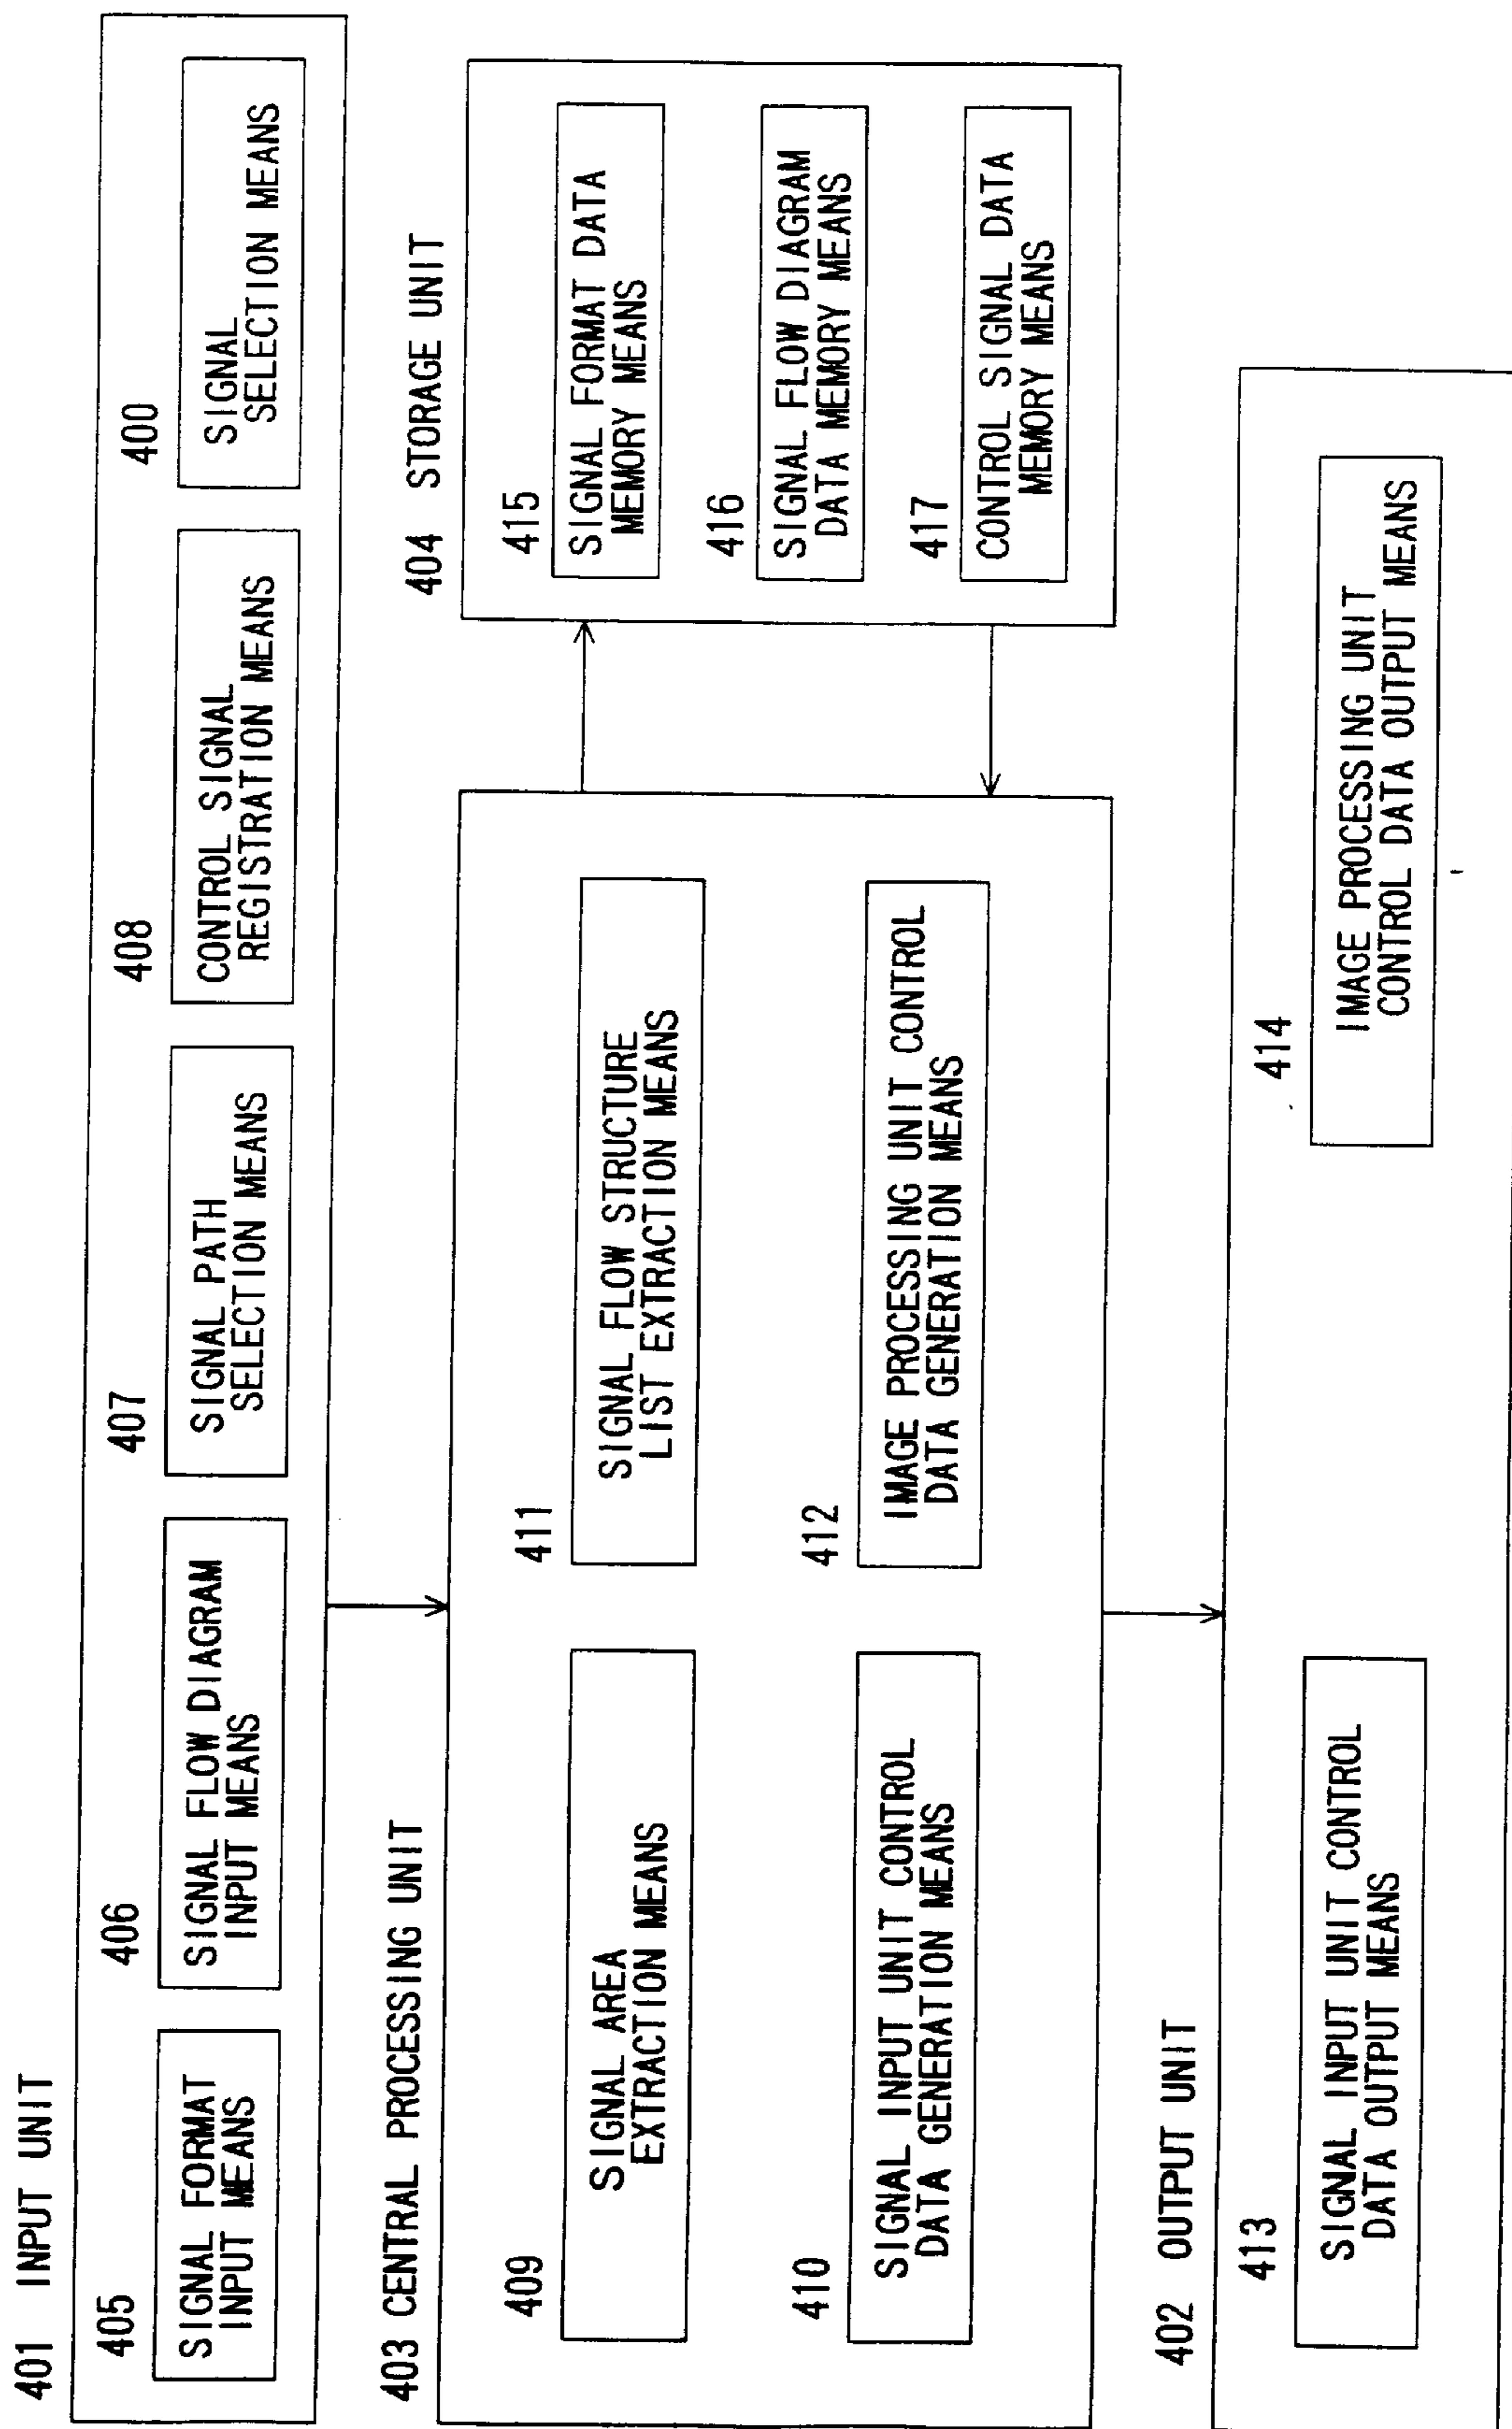 401 INPUT UNIT
405
SIGNAL FORMAT
INPUT MEANS
406
SIGNAL FLOW DIAGRAM
INPUT MEANS
407
SIGNAL PATH
SELECTION MEANS
408
CONTROL SIGNAL
REGISTRATION MEANS
400
SIGNAL
SELECTION MEANS
403 CENTRAL PROCESSING UNIT
409
SIGNAL AREA
EXTRACTION MEANS
411
SIGNAL FLOW STRUCTURE
LIST EXTRACTION MEANS
410
SIGNAL INPUT UNIT CONTROL
DATA GENERATION MEANS
412
IMAGE PROCESSING UNIT CONTROL
DATA GENERATION MEANS
404 STORAGE UNIT
415
SIGNAL FORMAT DATA
MEMORY MEANS
416
SIGNAL FLOW DIAGRAM
DATA MEMORY MEANS
417
CONTROL SIGNAL DATA
MEMORY MEANS
402 OUTPUT UNIT
413
SIGNAL INPUT UNIT CONTROL
DATA OUTPUT MEANS
414
IMAGE PROCESSING UNIT
CONTROL DATA OUTPUT MEANS